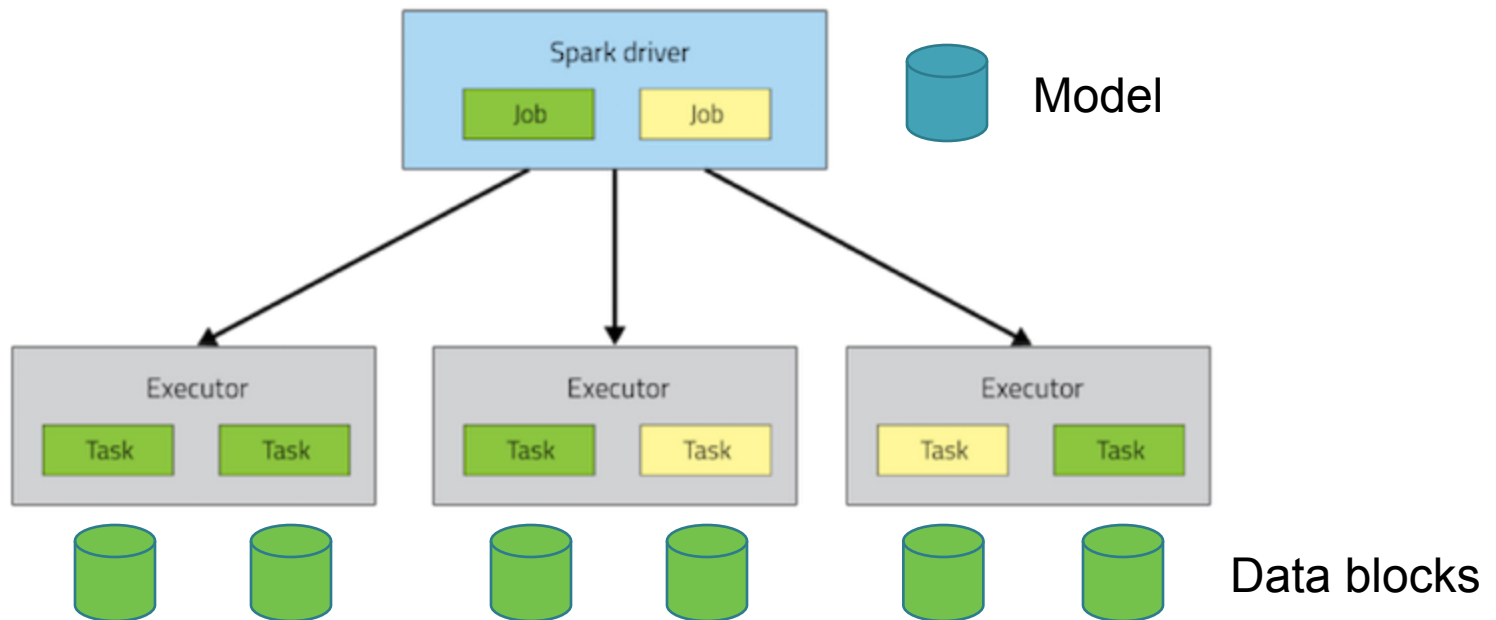 Spark driver
Job
Job
Model
Executor
Executor
Executor
Task
Task
Task
Task
Task
Task
Data blocks